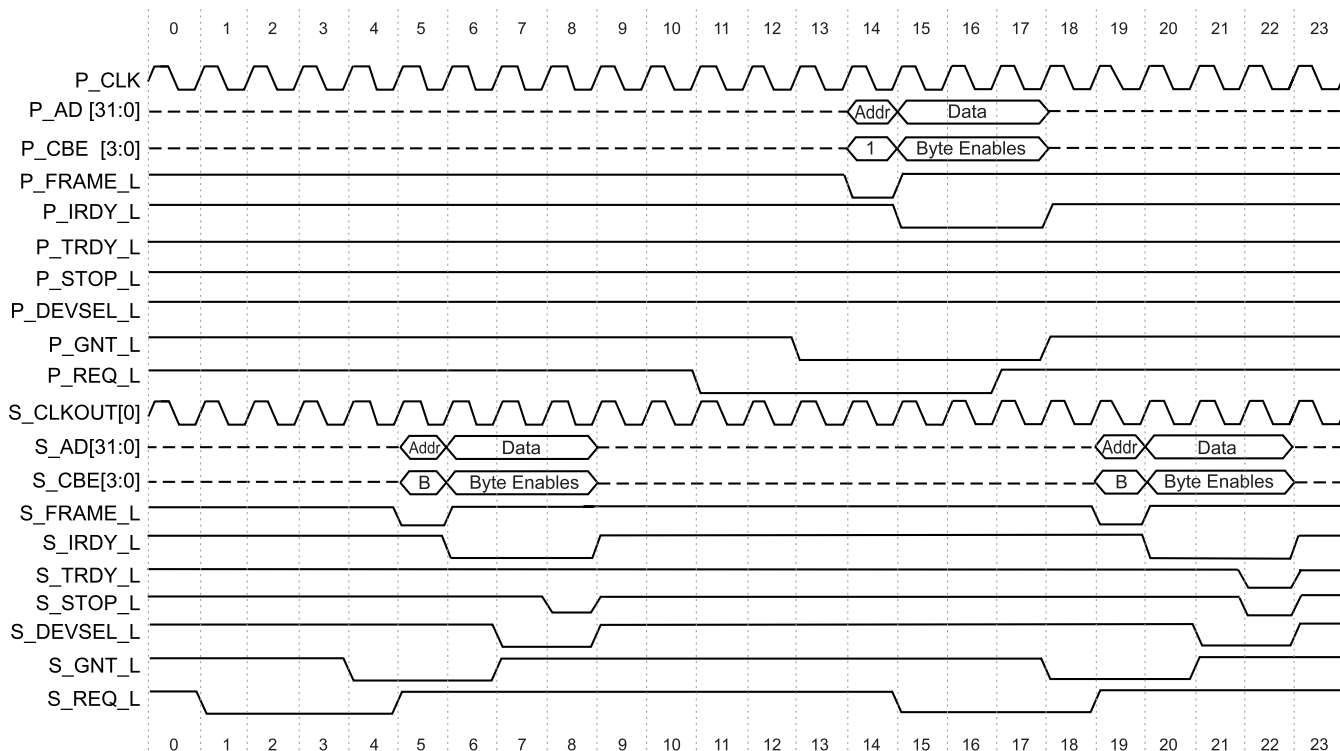 0 1 2 3 4 5 6 7 8 9 10 11 12 13 14 15 16 17 18 19 20 21 22 23
P_CLK
P_AD [31:0] Addr Data
P_CBE [3:0] 1 Byte Enables
P_FRAME_L
P_IRDY_L
P_TRDY_L
P_STOP_L
P_DEVSEL_L
P_GNT_L
P_REQ_L
S_CLKOUT[0]
S_AD[31:0] Addr Data Addr Data
S_CBE[3:0] B Byte Enables B Byte Enables
S_FRAME_L
S_IRDY_L
S_TRDY_L
S_STOP_L
S_DEVSEL_L
S_GNT_L
S_REQ_L
0 1 2 3 4 5 6 7 8 9 10 11 12 13 14 15 16 17 18 19 20 21 22 23